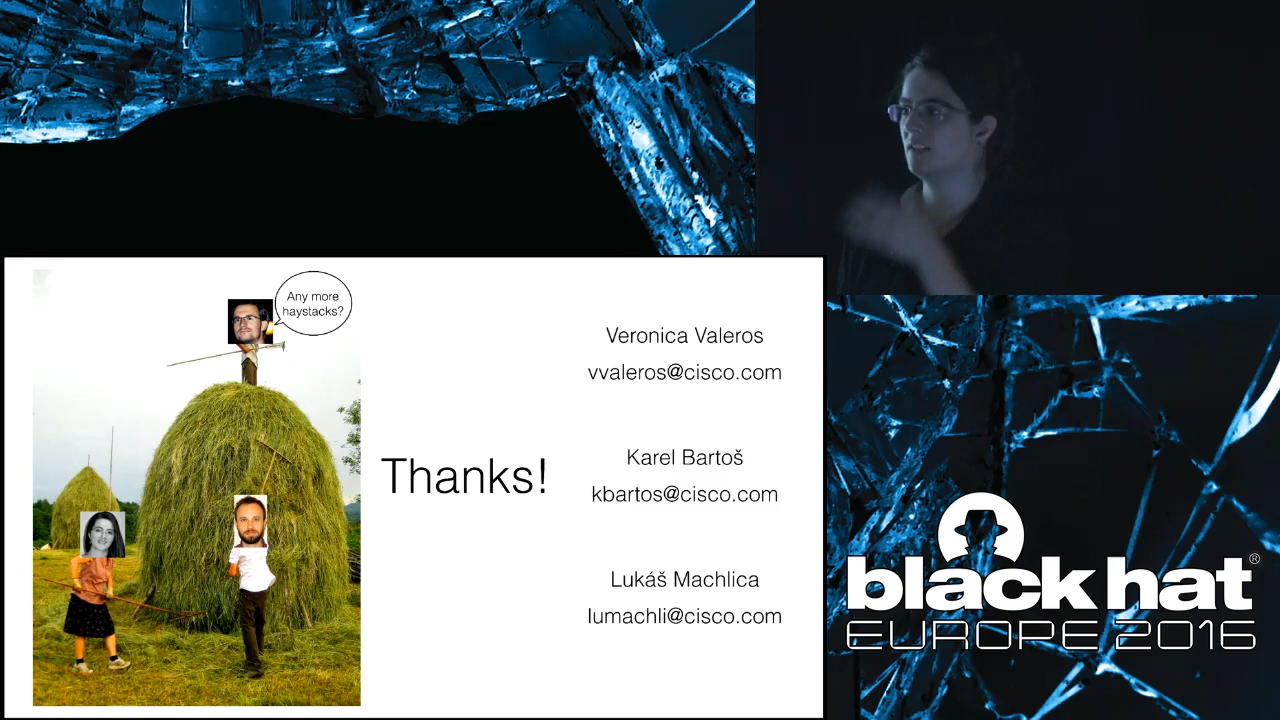 Any more
haystacks?
Thanks!
Veronica Valeros
vvaleros@cisco.com
Karel Bartoš
kbartos@cisco.com
Lukáš Machlica
lumachli@cisco.com
black hat®
EUROPE 2016